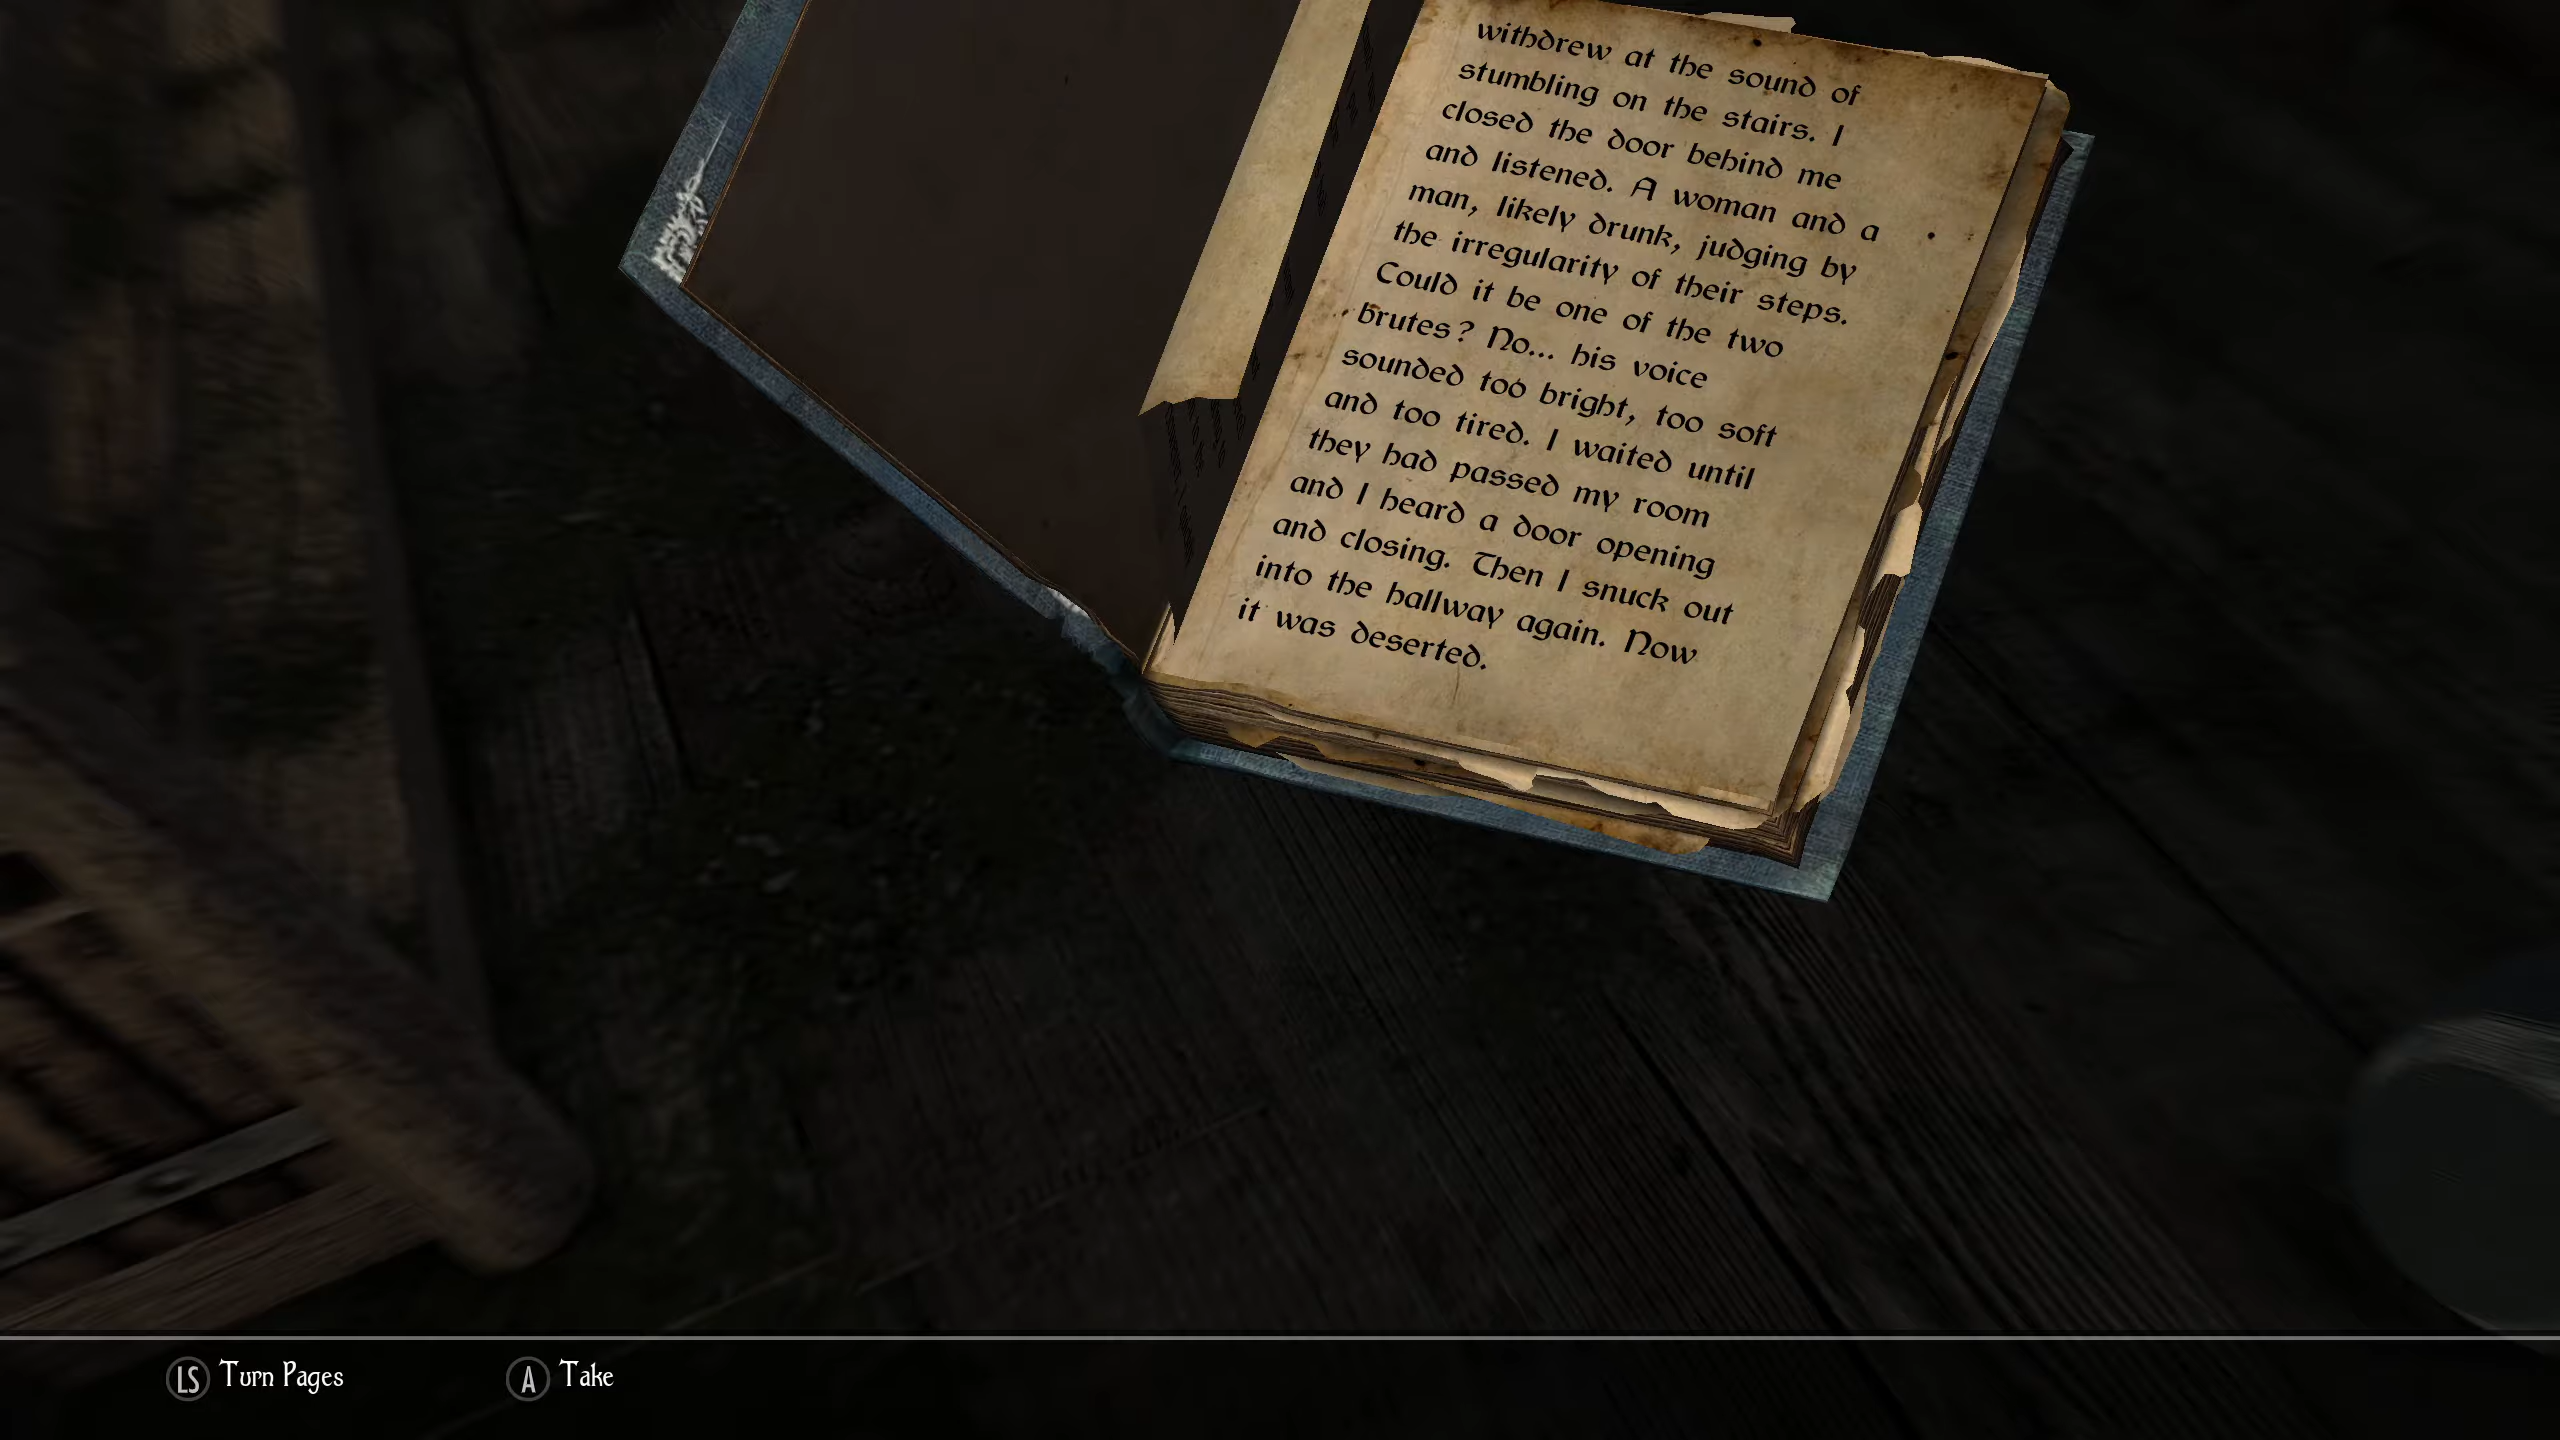 withdrew at the sound of
stumbling on the stairs. I
closed the door behind me
and listened. A woman and a
man, likely drunk, judging by
the irregularity of their steps.
Could it be one of the two
brutes? No... his voice
sounded too bright, too soft
and too tired. I waited until
they had passed my room
and I heard a door opening
and closing. Then I snuck out
into the hallway again. Now
it was deserted.
LS Turn Pages
A Take